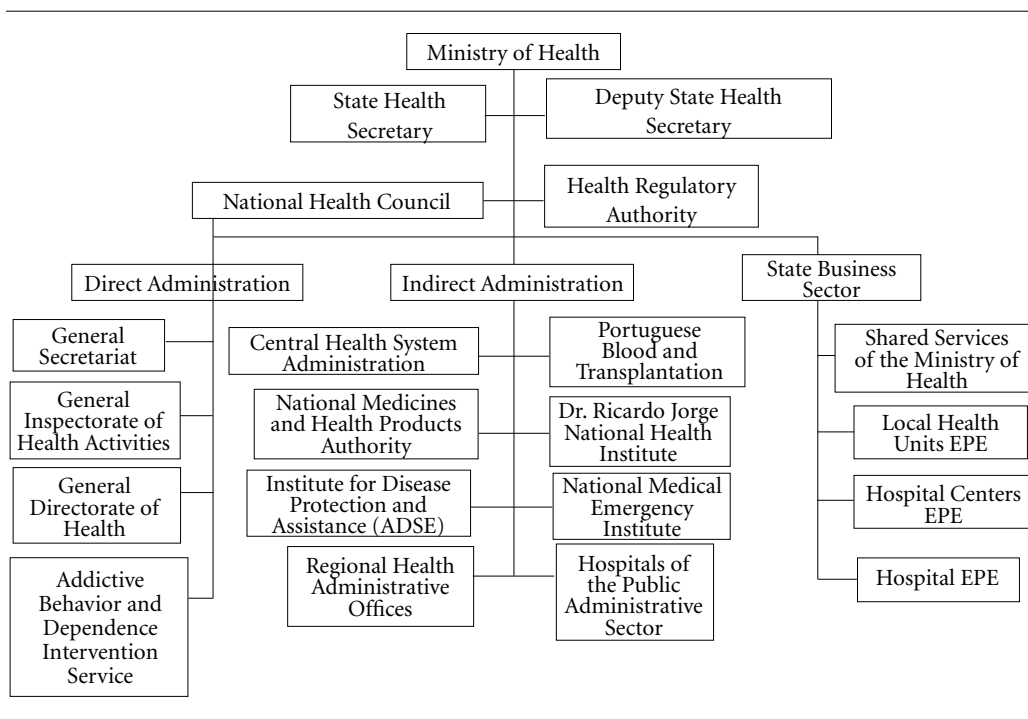 Ministry of Health
State Health
Secretary
Deputy State Health
Secretary
National Health Council
Health Regulatory
Authority
Direct Administration
Indirect Administration
State Business
Sector
General
Secretariat
General
Inspectorate of
Health Activities
General
Directorate of
Health
Addictive
Behavior and
Dependence
Intervention
Service
Central Health System
Administration
Portuguese
Blood and
Transplantation
National Medicines
and Health Products
Authority
Dr. Ricardo Jorge
National Health
Institute
Institute for Disease
Protection and
Assistance (ADSE)
National Medical
Emergency
Institute
Regional Health
Administrative
Offices
Hospitals of
the Public
Administrative
Sector
Shared Services
of the Ministry of
Health
Local Health
Units EPE
Hospital Centers
EPE
Hospital EPE